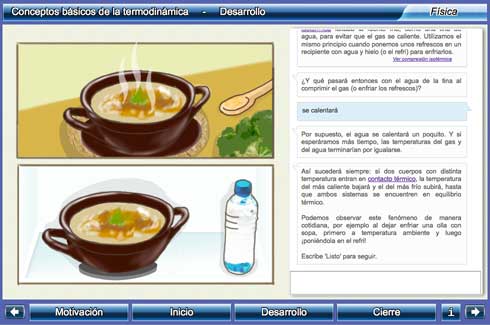 Conceptos básicos de la termodinámica - Desarrollo
Física
agua, para evitar que el gas se caliente. Utilizamos el
mismo principio cuando ponemos unos refrescos en un
recipiente con agua y hielo (o el refri) para enfriarlos.
Ver compresión isotérmica
¿Y qué pasará entonces con el agua de la tina al
comprimir el gas (o enfriar los refrescos)?
se calentará
Por supuesto, el agua se calentará un poquito. Y si
esperáramos más tiempo, las temperaturas del gas y
del agua terminarían por igualarse.
Así sucederá siempre: si dos cuerpos con distinta
temperatura entran en contacto térmico, la temperatura
del más caliente bajará y el del más frío subirá, hasta
que ambos sistemas se encuentren en equilibrio
térmico.
Podemos observar este fenómeno de manera
cotidiana, por ejemplo al dejar enfriar una olla con
sopa, primero a temperatura ambiente y luego
¡poniéndola en el refri!
Escribe 'Listo' para seguir.
Motivación
Inicio
Desarrollo
Cierre
i